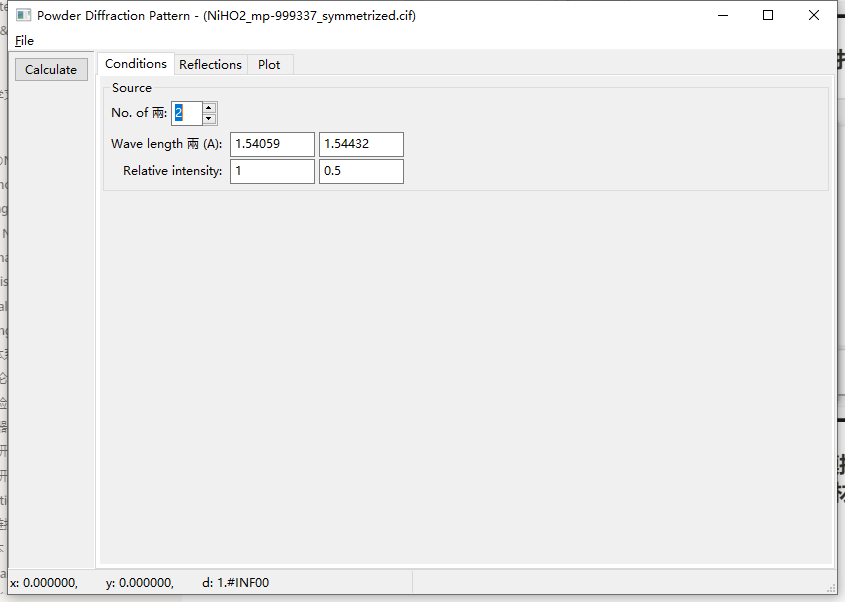 Powder Diffraction Pattern - (NiHO2_mp-999337_symmetrized.cif)
File
Calculate
Conditions Reflections Plot
Source
No. of 兩: 2
Wave length 兩 (A): 1.54059 1.54432
Relative intensity: 1 0.5
x: 0.000000, y: 0.000000, d: 1.#INF00